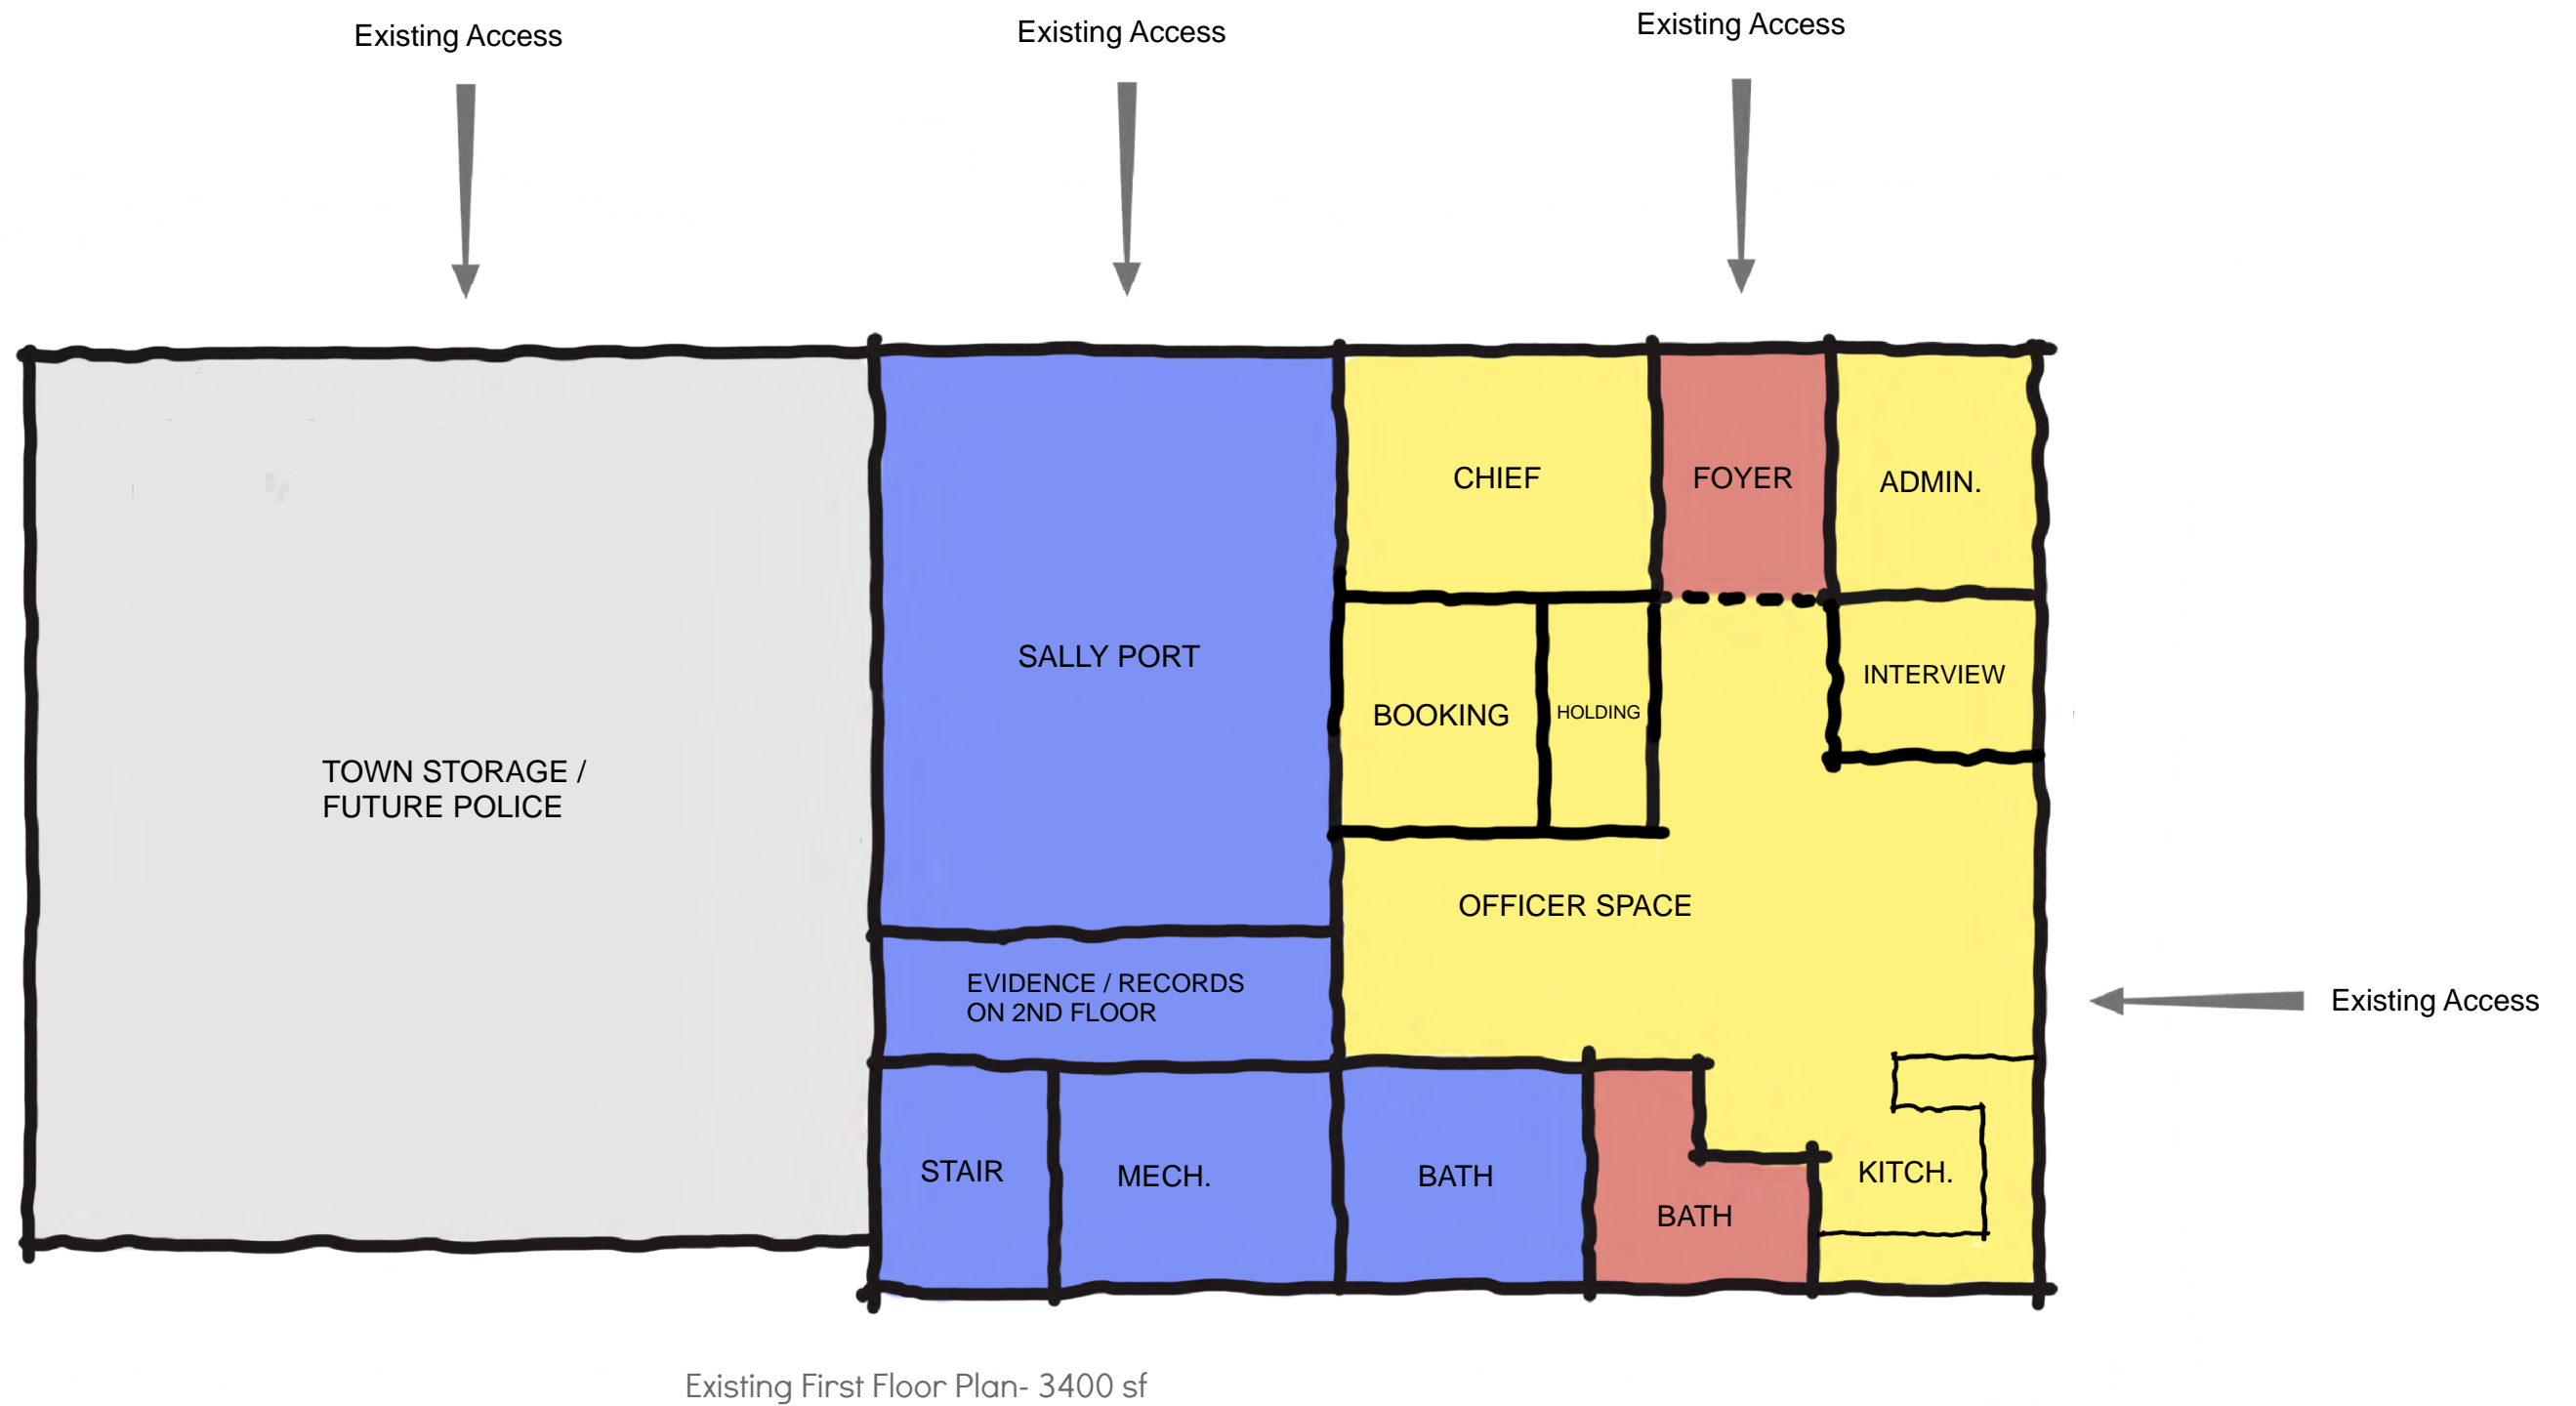 Existing Access
Existing Access
Existing Access
CHIEF
FOYER
ADMIN.
SALLY PORT
INTERVIEW
BOOKING
HOLDING
TOWN STORAGE /
FUTURE POLICE
OFFICER SPACE
EVIDENCE / RECORDS
ON 2ND FLOOR
Existing Access
STAIR
MECH.
BATH
BATH
KITCH.
Existing First Floor Plan- 3400 sf